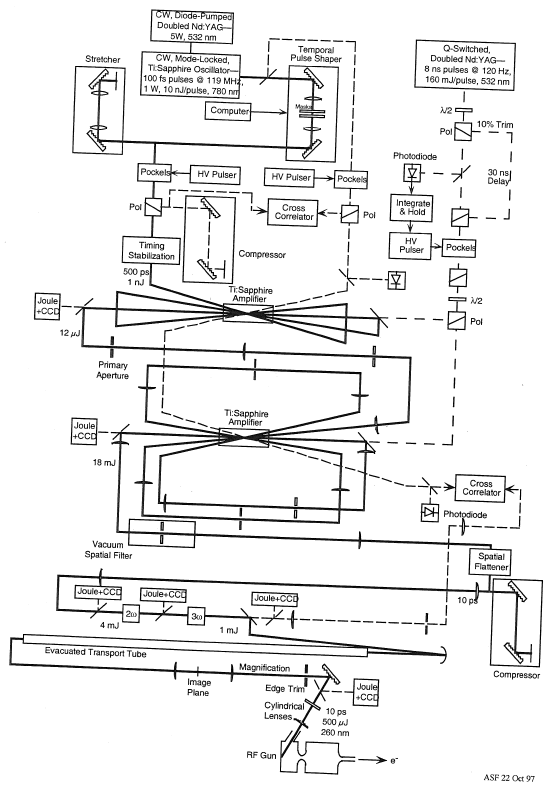 CW, Diode-Pumped
Doubled Nd:YAG—
5W, 532 nm
CW, Mode-Locked,
Ti:Sapphire Oscillator—
100 fs pulses @ 119 MHz,
1 W, 10 nJ/pulse, 780 nm
Stretcher
Temporal
Pulse Shaper
Q-Switched,
Doubled Nd:YAG—
8 ns pulses @ 120 Hz,
160 mJ/pulse, 532 nm
Computer
Masks
λ/2
Pol
10% Trim
Photodiode
30 ns
Delay
Pockels
HV Pulser
HV Pulser
Pockels
Integrate
& Hold
Pol
Cross
Correlator
Pol
HV
Pulser
Pockels
Timing
Stabilization
Compressor
500 ps
1 nJ
Ti:Sapphire
Amplifier
λ/2
Joule
+CCD
Pol
12 µJ
Primary
Aperture
Ti:Sapphire
Amplifier
Joule
+CCD
18 mJ
Cross
Correlator
Photodiode
Vacuum
Spatial Filter
Spatial
Flattener
Joule+CCD
Joule+CCD
Joule+CCD
10 ps
4 mJ
2ω
3ω
1 mJ
Evacuated Transport Tube
Compressor
Image
Plane
Magnification
Edge Trim
Joule
+CCD
Cylindrical
Lenses
10 ps
500 µJ
260 nm
RF Gun
e-
ASF 22 Oct 97